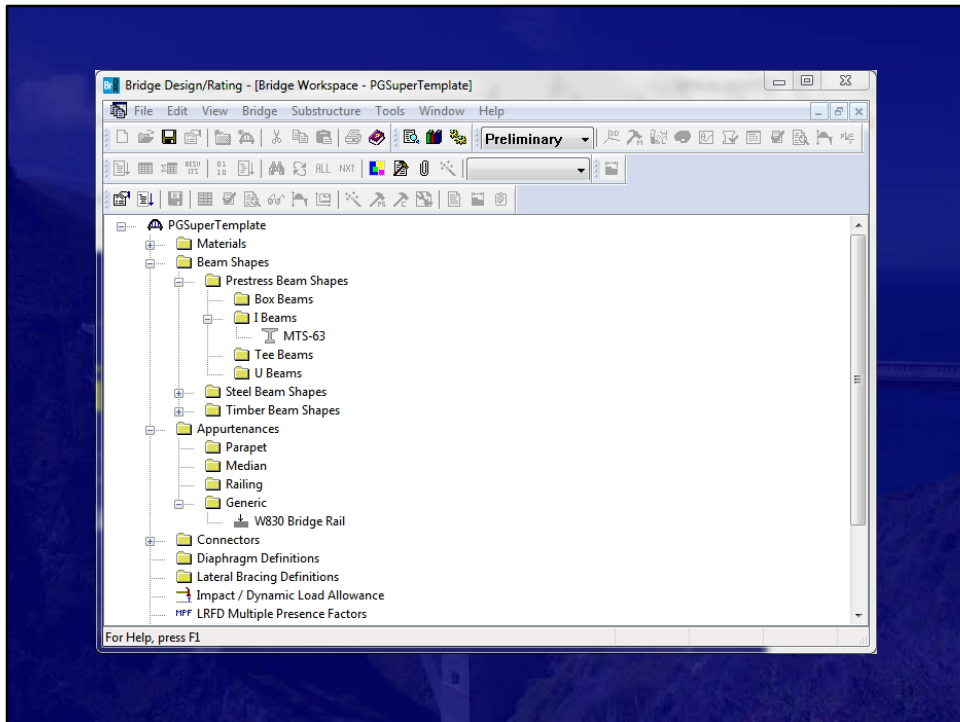 Bridge Design/Rating - [Bridge Workspace - PGSuperTemplate]
File Edit View Bridge Substructure Tools Window Help
Preliminary
ALL NXT
PGSuperTemplate
Materials
Beam Shapes
Prestress Beam Shapes
Box Beams
I Beams
MTS-63
Tee Beams
U Beams
Steel Beam Shapes
Timber Beam Shapes
Appurtenances
Parapet
Median
Railing
Generic
W830 Bridge Rail
Connectors
Diaphragm Definitions
Lateral Bracing Definitions
Impact / Dynamic Load Allowance
MPF LRFD Multiple Presence Factors
For Help, press F1